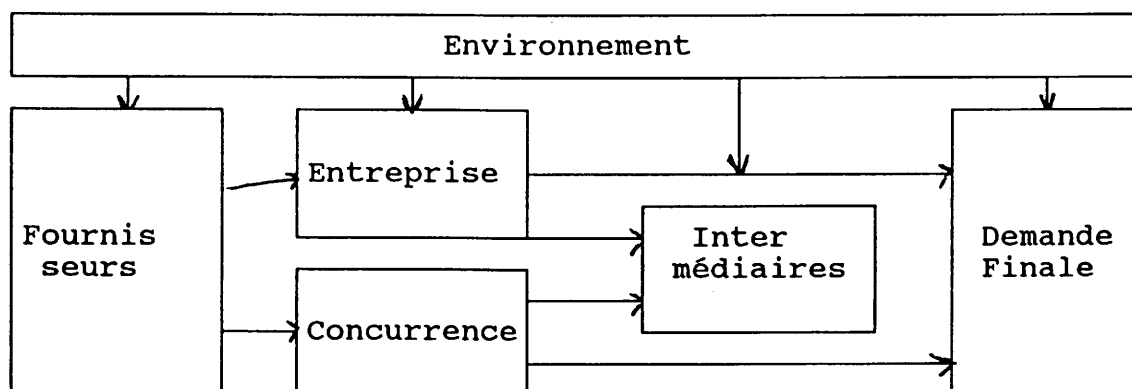 Environnement
Entreprise
Fournis
seurs
Inter
médiaires
Demande
Finale
Concurrence